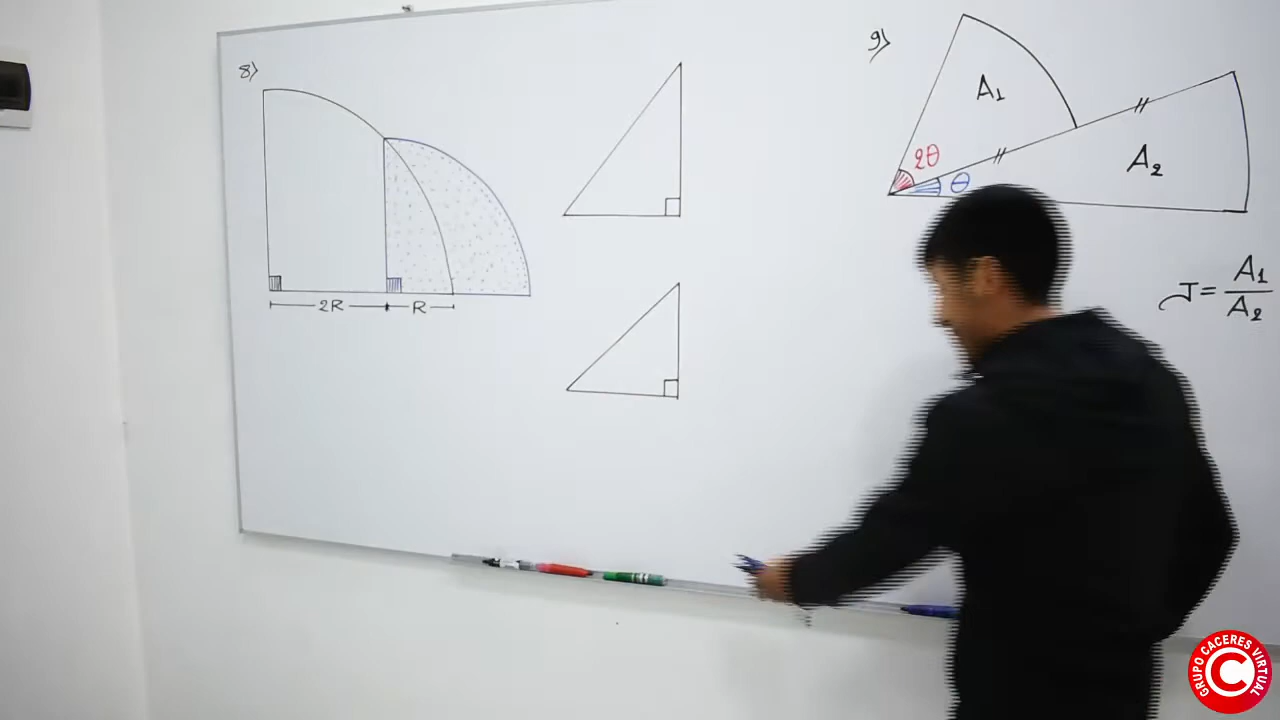 8)
2R
R
9)
A₁
2θ
θ
A₂
J = A₁
A₂
GRUPO CACERES VIRTUAL
C